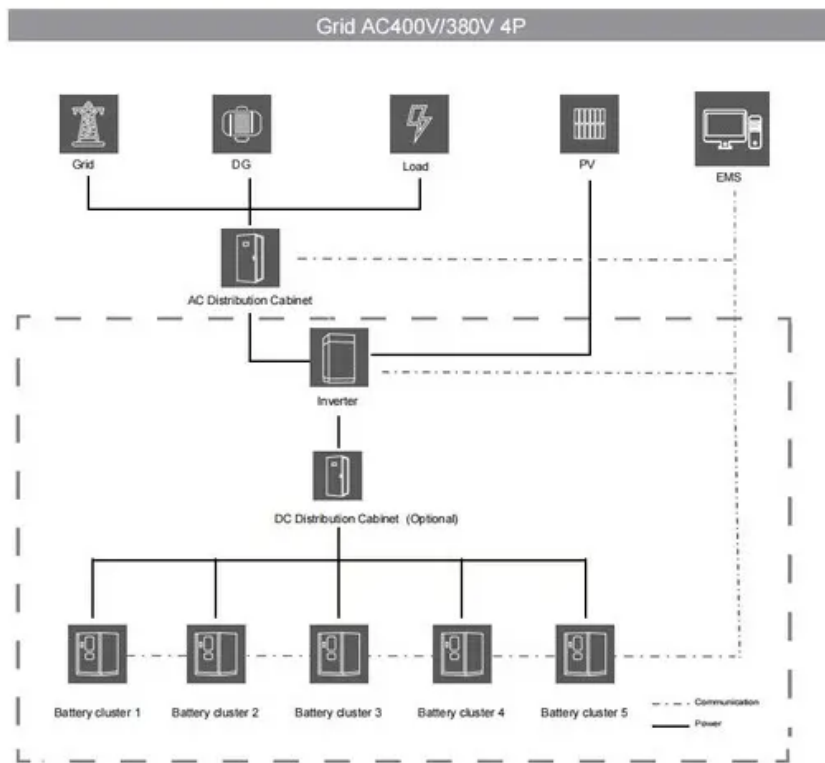 Grid AC400V/380V 4P
Grid
DG
Load
PV
EMS
AC Distribution Cabinet
Inverter
DC Distribution Cabinet (Optional)
Battery cluster 1
Battery cluster 2
Battery cluster 3
Battery cluster 4
Battery cluster 5
Communication
Power